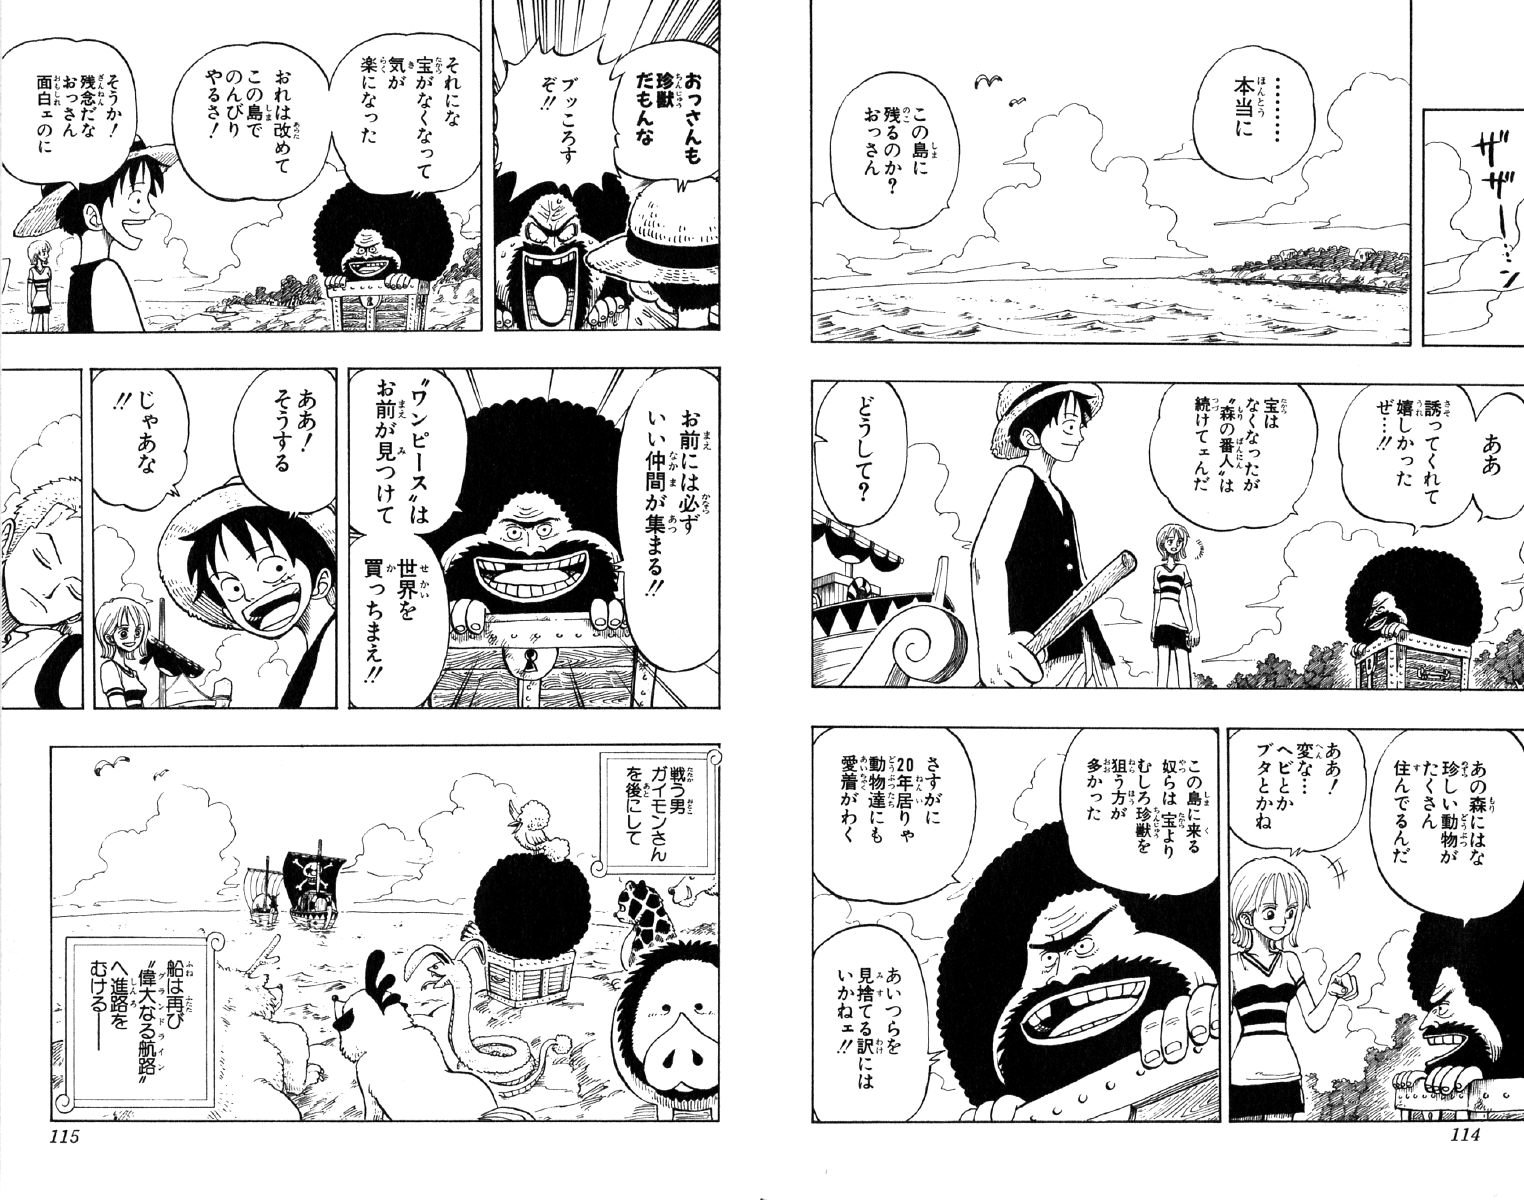 ザザー…ン
………
本当に
この島に
残るのか?
おっさん
ああ
誘ってくれて
嬉しかった
ぜ…!!
宝は
なくなったが
〝森の番人〟は
続けてェんだ
どうして?
あの森にはな
珍しい動物が
たくさん
住んでるんだ
ああ!
変な…
ヘビとか
ブタとかね
この島に来る
奴らは宝より
むしろ珍獣を
狙う方が
多かった
さすがに
20年居りゃ
動物達にも
愛着がわく
あいつらを
見捨てる訳には
いかねェ!!
114
おっさんも
珍獣
だもんな
ブッころす
ぞ!!
それにな
宝がなくなって
気が
楽になった
おれは改めて
この島で
のんびり
やるさ!
そうか!
残念だな
おっさん
面白ェのに
お前には必ず
いい仲間が集まる!!
〝ワンピース〟は
お前が見つけて
世界を
買っちまえ!!
ああ!
そうする
じゃあな
!!
戦う男
ガイモンさん
を後にして
船は再び
〝偉大なる航路〟
へ進路を
むける――
115